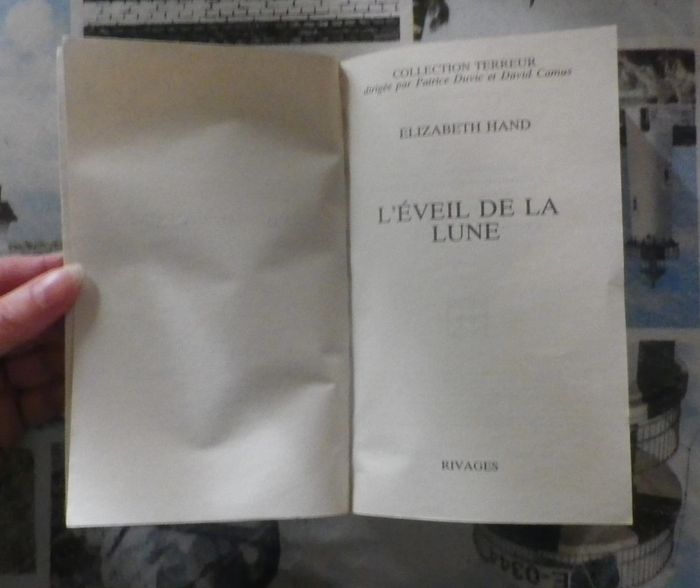 COLLECTION TERREUR
dirigée par Patrice Duvic et David Camus
ELIZABETH HAND
L'ÉVEIL DE LA
LUNE
RIVAGES